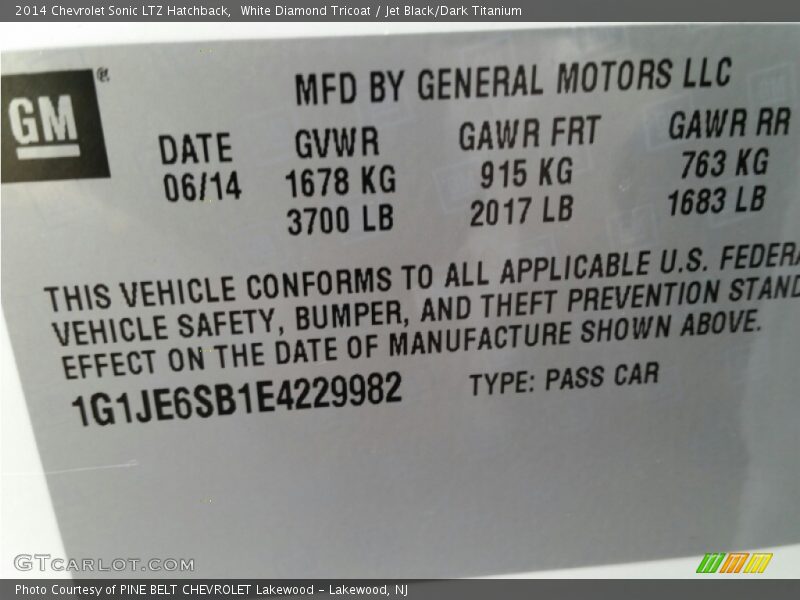 2014 Chevrolet Sonic LTZ Hatchback, White Diamond Tricoat / Jet Black/Dark Titanium
GM ®
MFD BY GENERAL MOTORS LLC
DATE GVWR GAWR FRT GAWR RR
06/14 1678 KG 915 KG 763 KG
3700 LB 2017 LB 1683 LB
THIS VEHICLE CONFORMS TO ALL APPLICABLE U.S. FEDERA
VEHICLE SAFETY, BUMPER, AND THEFT PREVENTION STAND
EFFECT ON THE DATE OF MANUFACTURE SHOWN ABOVE.
1G1JE6SB1E4229982 TYPE: PASS CAR
GTCARLOT.COM
Photo Courtesy of PINE BELT CHEVROLET Lakewood - Lakewood, NJ